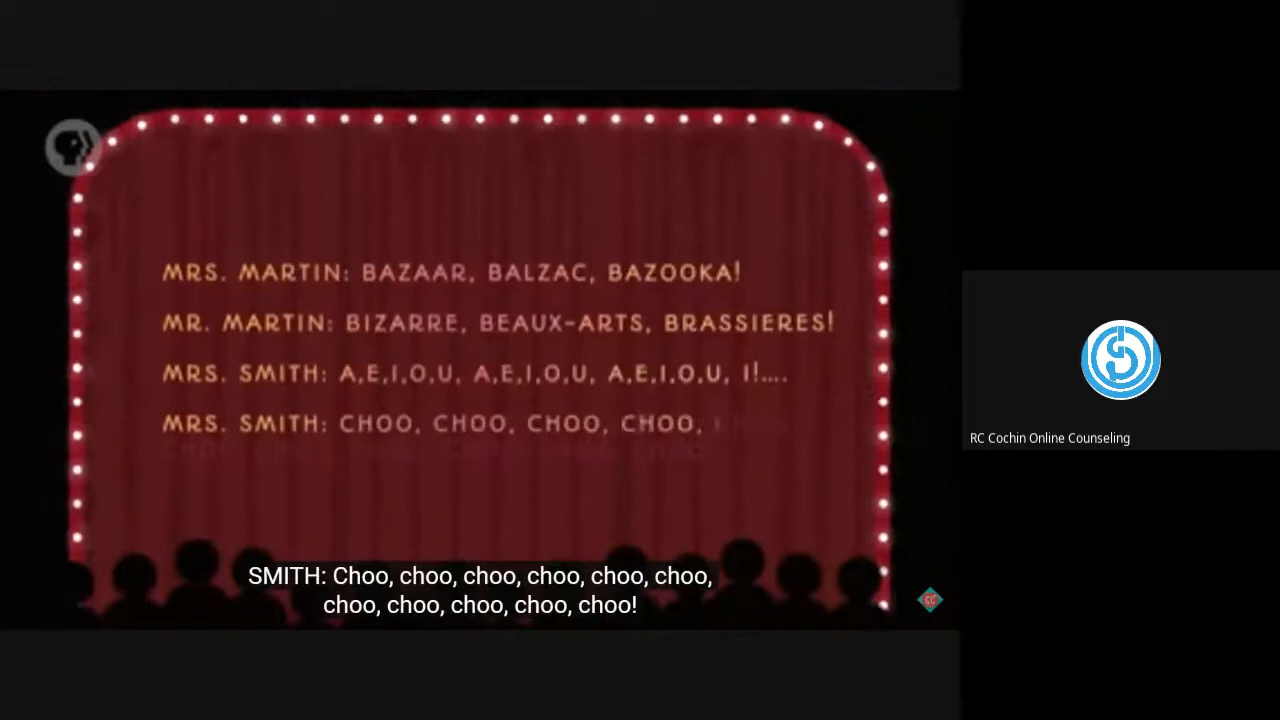 MRS. MARTIN: BAZAAR, BALZAC, BAZOOKA!
MR. MARTIN: BIZARRE, BEAUX-ARTS, BRASSIERES!
MRS. SMITH: A,E,I,O,U, A,E,I,O,U, A,E,I,O,U, I!....
MRS. SMITH: CHOO, CHOO, CHOO, CHOO,
SMITH: Choo, choo, choo, choo, choo, choo,
choo, choo, choo, choo, choo!
CC
RC Cochin Online Counseling